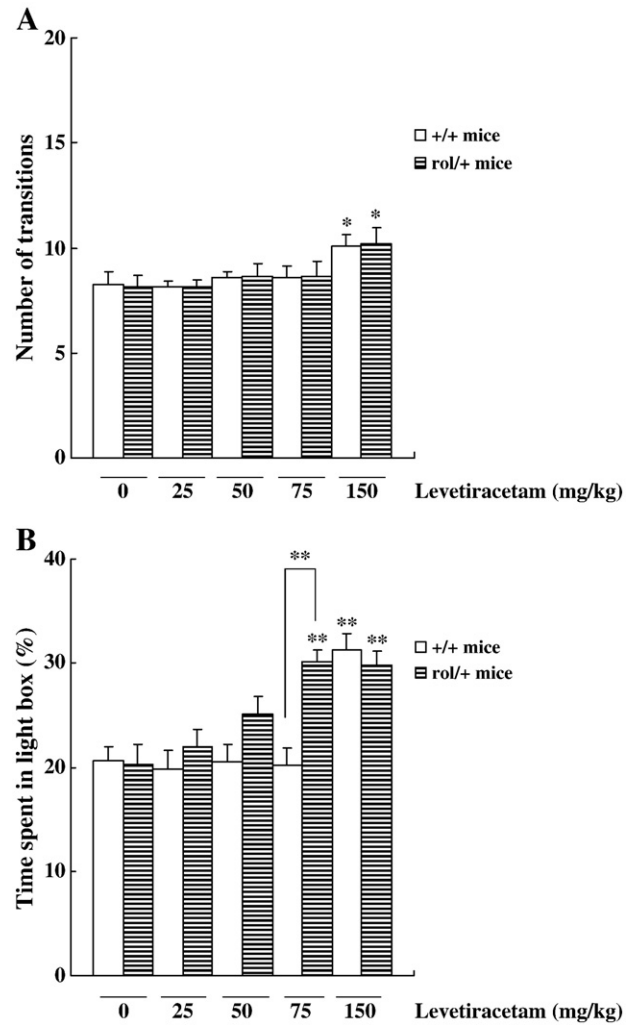 A
20
15
10
5
0
Number of transitions
+/+ mice
rol/+ mice
* *
0 25 50 75 150 Levetiracetam (mg/kg)
B
40
30
20
10
0
Time spent in light box (%)
**
** ** **
+/+ mice
rol/+ mice
0 25 50 75 150 Levetiracetam (mg/kg)